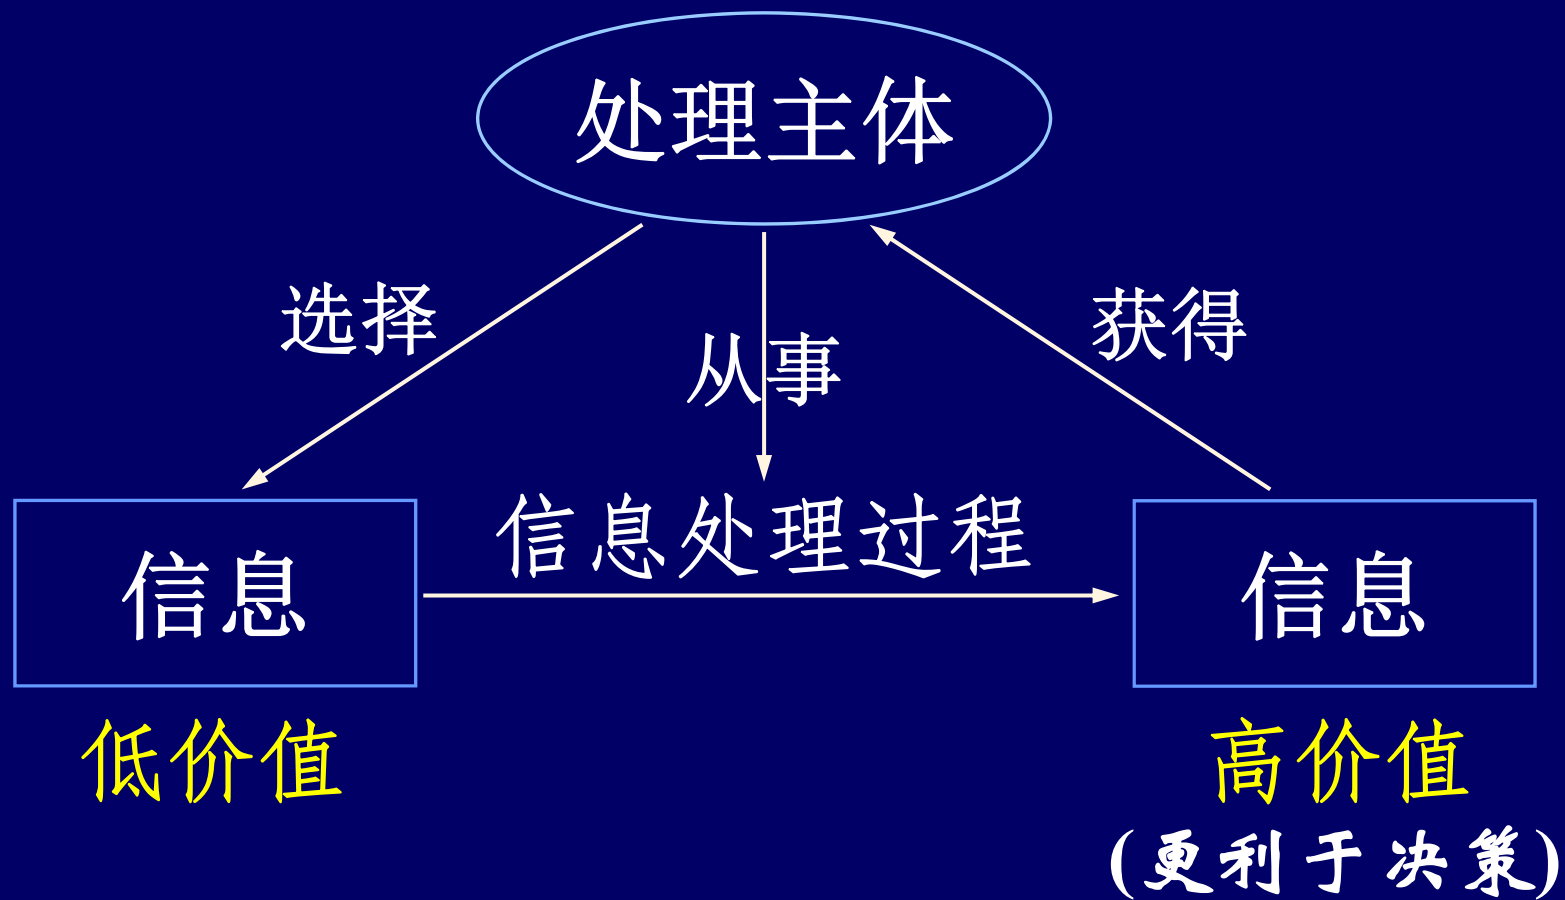 处理主体
选择
从事
获得
信息处理过程
信息
信息
低价值
高价值
(更利于决策)